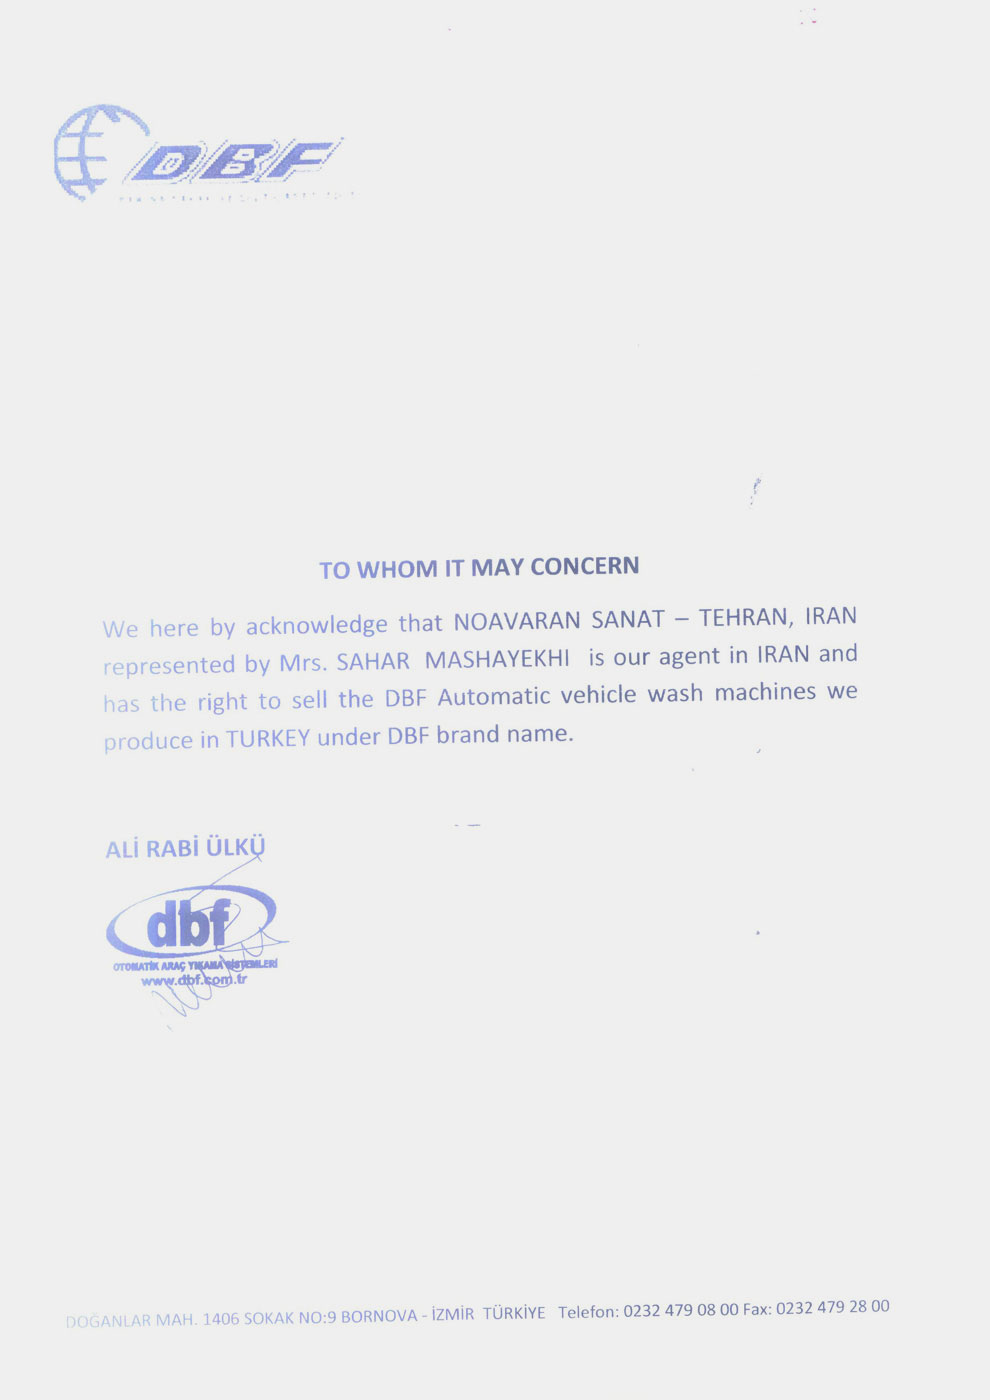 DBF
TO WHOM IT MAY CONCERN
We here by acknowledge that NOAVARAN SANAT – TEHRAN, IRAN
represented by Mrs. SAHAR MASHAYEKHI is our agent in IRAN and
has the right to sell the DBF Automatic vehicle wash machines we
produce in TURKEY under DBF brand name.
ALİ RABİ ÜLKÜ
dbf
OTOMATİK ARAÇ YIKAMA SİSTEMLERİ
www.dbf.com.tr
DOĞANLAR MAH. 1406 SOKAK NO:9 BORNOVA - İZMİR TÜRKİYE Telefon: 0232 479 08 00 Fax: 0232 479 28 00